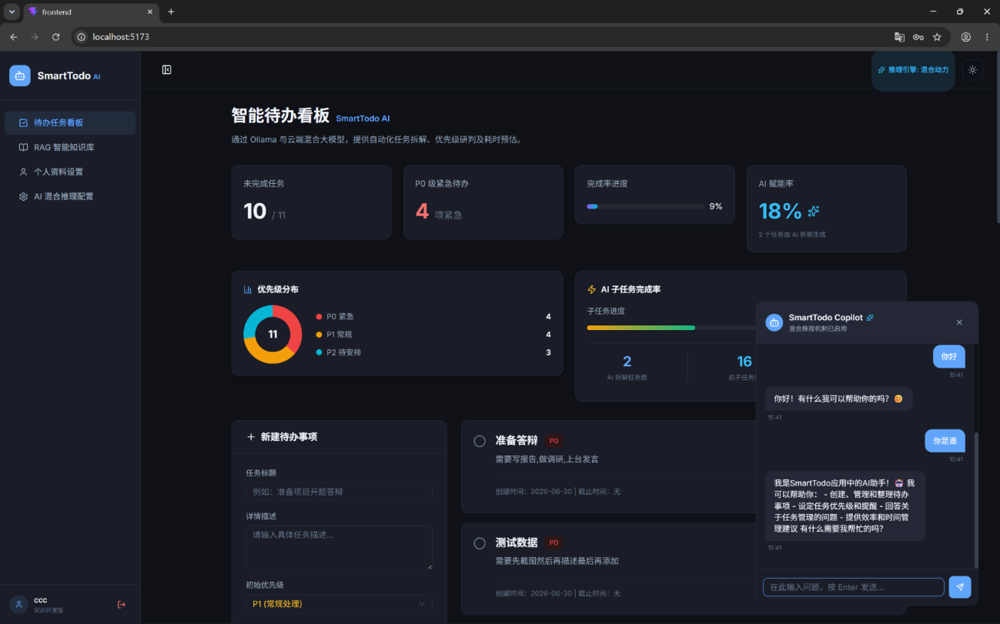 frontend
localhost:5173
SmartTodo AI
推理引擎: 混合动力
待办任务看板
RAG 智能知识库
个人资料设置
AI 混合推理配置
智能待办看板 SmartTodo AI
通过 Ollama 与云端混合大模型，提供自动化任务拆解、优先级研判及耗时预估。
未完成任务
10 / 11
P0 级紧急待办
4 项紧急
完成率进度
9%
AI 赋能率
18%
2 个任务由 AI 拆解生成
优先级分布
11
P0 紧急 4
P1 常规 4
P2 待安排 3
AI 子任务完成率
子任务进度
2
AI 拆解任务数
16
总子任务
新建待办事项
任务标题
例如：准备项目开题答辩
详情描述
请输入具体任务描述...
初始优先级
P1 (常规处理)
准备答辩 P0
需要写报告,做调研,上台发言
创建时间：2026-06-30 | 截止时间：无
测试数据 P0
需要先截图然后再描述最后再添加
创建时间：2026-06-30 | 截止时间：无
SmartTodo Copilot
混合推理机制已启用
你好
15:41
你好！有什么我可以帮助你的吗？😊
15:41
你是谁
15:41
我是SmartTodo应用中的AI助手！ 我
可以帮助你： - 创建、管理和整理待办
事项 - 设定任务优先级和提醒 - 回答关
于任务管理的问题 - 提供效率和时间管
理建议 有什么需要我帮忙的吗？
15:41
在此输入问题，按 Enter 发送...
ccc
实训开发版